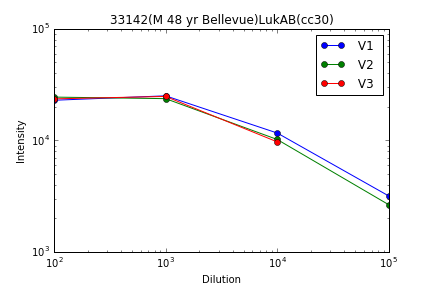 33142(M 48 yr Bellevue)LukAB(cc30)
10^5
V1
V2
V3
Intensity
10^4
10^3
10^2
10^3
10^4
10^5
Dilution